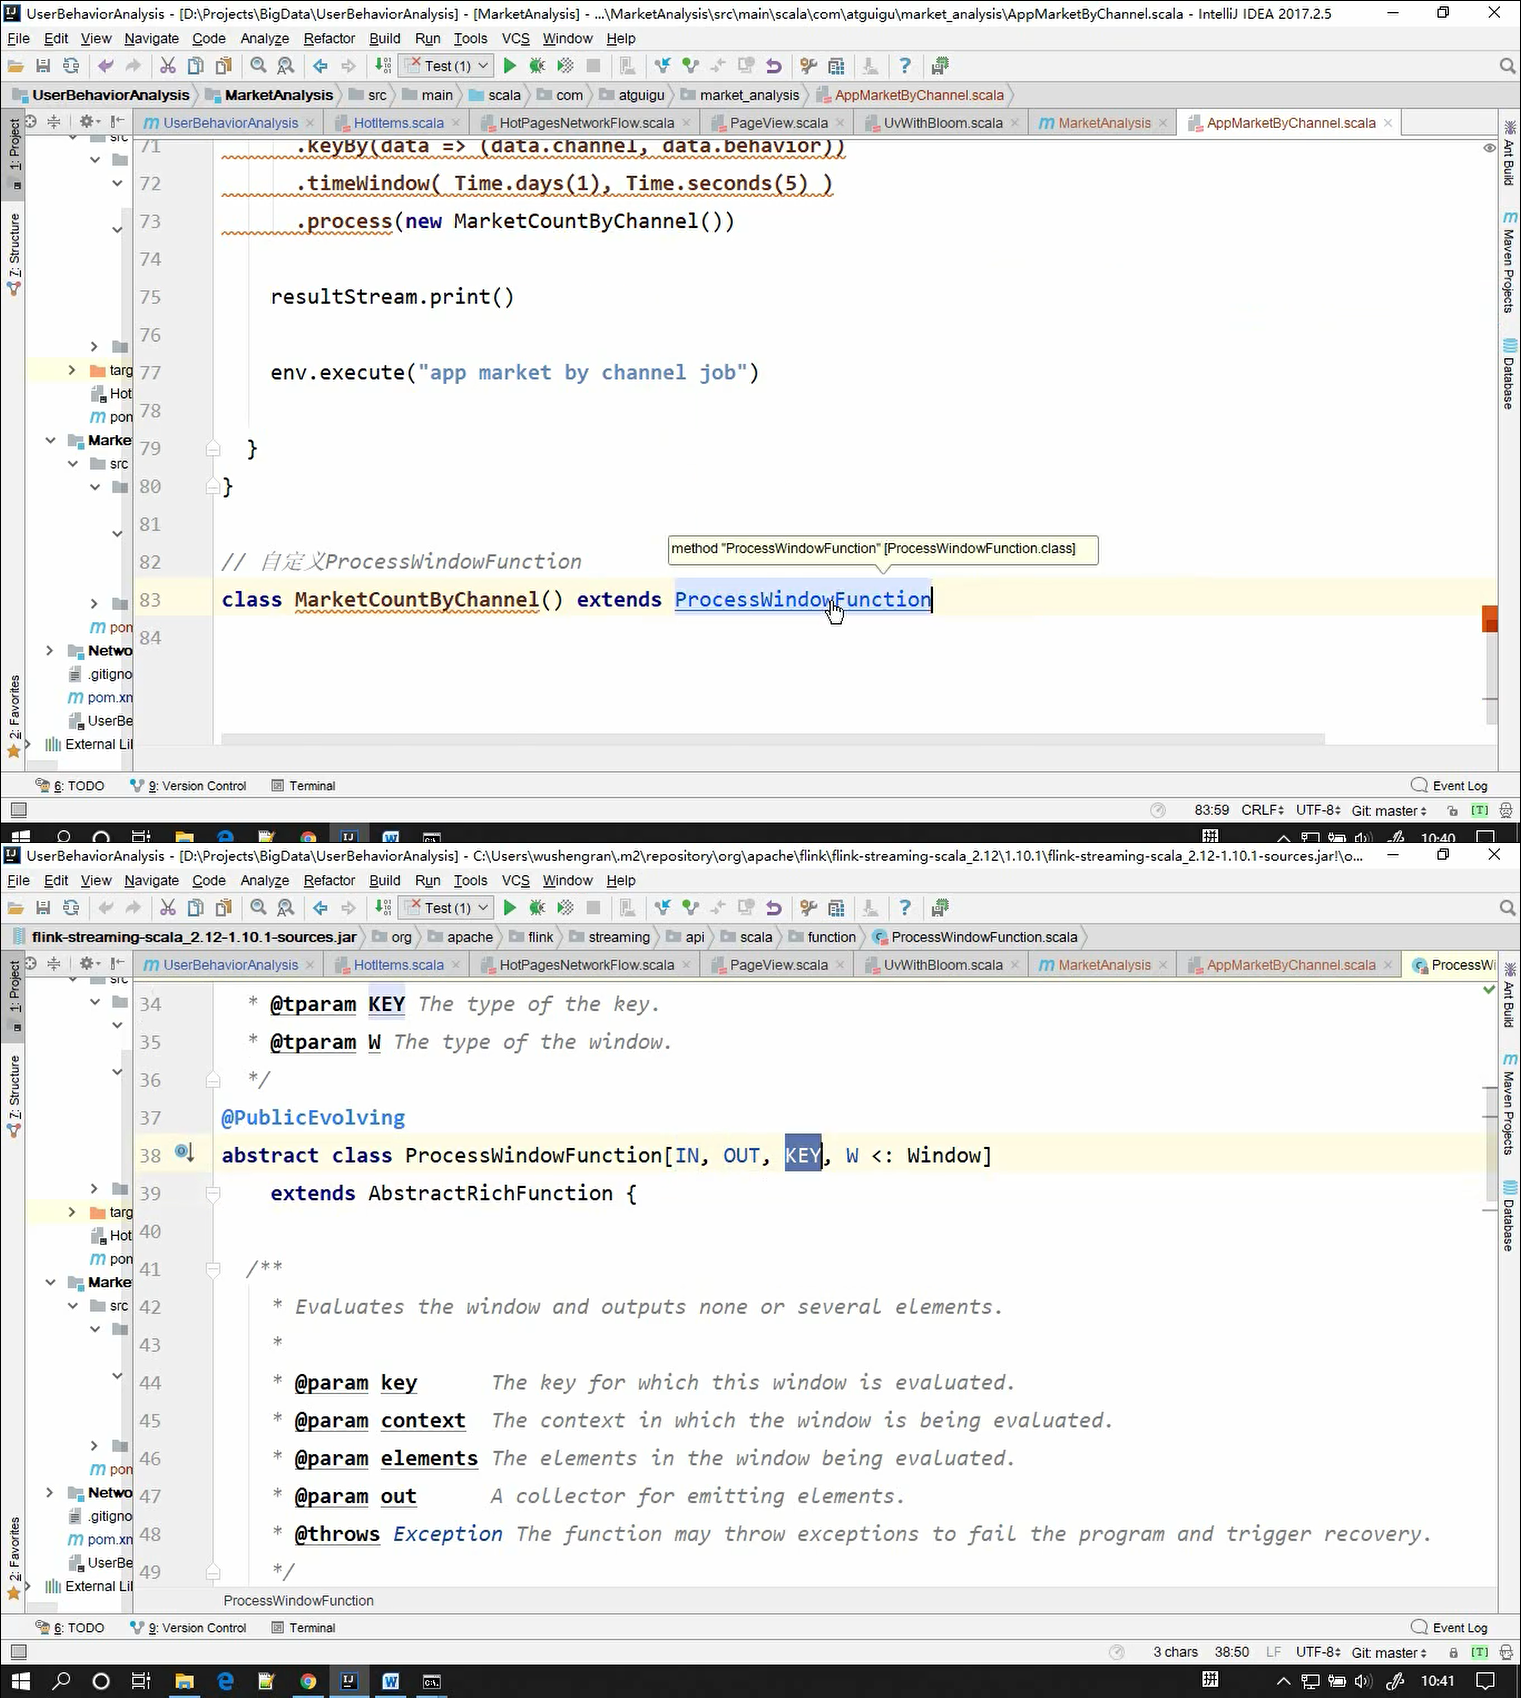 UserBehaviorAnalysis - [D:\Projects\BigData\UserBehaviorAnalysis] - [MarketAnalysis] - ...\MarketAnalysis\src\main\scala\com\atguigu\market_analysis\AppMarketByChannel.scala - IntelliJ IDEA 2017.2.5
File Edit View Navigate Code Analyze Refactor Build Run Tools VCS Window Help
Test (1)
UserBehaviorAnalysis MarketAnalysis src main scala com atguigu market_analysis AppMarketByChannel.scala
UserBehaviorAnalysis HotItems.scala HotPagesNetworkFlow.scala PageView.scala UvWithBloom.scala MarketAnalysis AppMarketByChannel.scala
1: Project
7: Structure
2: Favorites
Ant Build
Maven Projects
Database
src
targ
Hot
pon
Marke
src
pon
Netwo
.gitigno
pom.xn
UserBe
External Lil
71 .keyBy(data => (data.channel, data.behavior))
72 .timeWindow( Time.days(1), Time.seconds(5) )
73 .process(new MarketCountByChannel())
74
75 resultStream.print()
76
77 env.execute("app market by channel job")
78
79 }
80 }
81
method "ProcessWindowFunction" [ProcessWindowFunction.class]
82 // 自定义ProcessWindowFunction
83 class MarketCountByChannel() extends ProcessWindowFunction
84
6: TODO 9: Version Control Terminal Event Log
83:59 CRLF UTF-8 Git: master [T]
拼 10:40
UserBehaviorAnalysis - [D:\Projects\BigData\UserBehaviorAnalysis] - C:\Users\wushengran\.m2\repository\org\apache\flink\flink-streaming-scala_2.12\1.10.1\flink-streaming-scala_2.12-1.10.1-sources.jar!\o...
File Edit View Navigate Code Analyze Refactor Build Run Tools VCS Window Help
Test (1)
flink-streaming-scala_2.12-1.10.1-sources.jar org apache flink streaming api scala function ProcessWindowFunction.scala
UserBehaviorAnalysis HotItems.scala HotPagesNetworkFlow.scala PageView.scala UvWithBloom.scala MarketAnalysis AppMarketByChannel.scala ProcessWi
1: Project
7: Structure
2: Favorites
Ant Build
Maven Projects
Database
src
targ
Hot
pon
Marke
src
pon
Netwo
.gitigno
pom.xn
UserBe
External Lil
34 * @tparam KEY The type of the key.
35 * @tparam W The type of the window.
36 */
37 @PublicEvolving
38 abstract class ProcessWindowFunction[IN, OUT, KEY, W <: Window]
39 extends AbstractRichFunction {
40
41 /**
42 * Evaluates the window and outputs none or several elements.
43 *
44 * @param key The key for which this window is evaluated.
45 * @param context The context in which the window is being evaluated.
46 * @param elements The elements in the window being evaluated.
47 * @param out A collector for emitting elements.
48 * @throws Exception The function may throw exceptions to fail the program and trigger recovery.
49 */
ProcessWindowFunction
6: TODO 9: Version Control Terminal Event Log
3 chars 38:50 LF UTF-8 Git: master [T]
拼 10:41